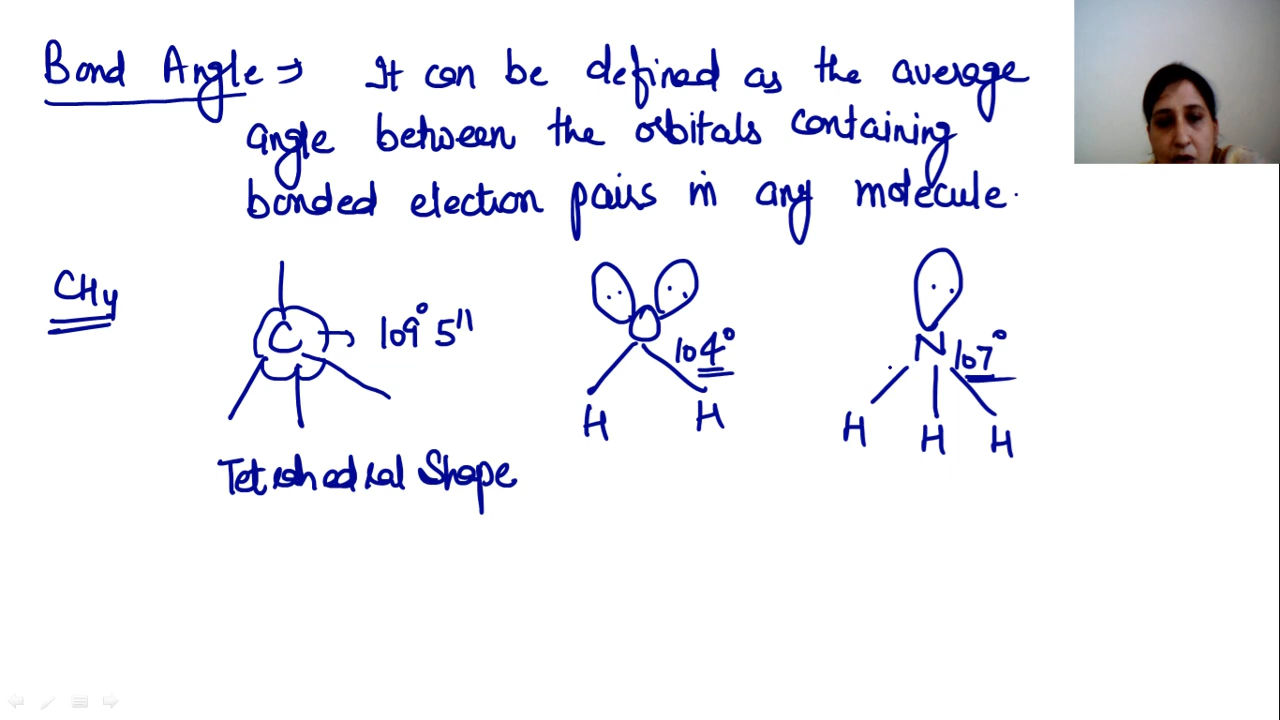 Bond Angle => It can be defined as the average
angle between the orbitals containing
bonded election pairs in any molecule.
CH4
C 109° 5"
O 104°
H H
N 107°
H H H
Tetrahedral Shape